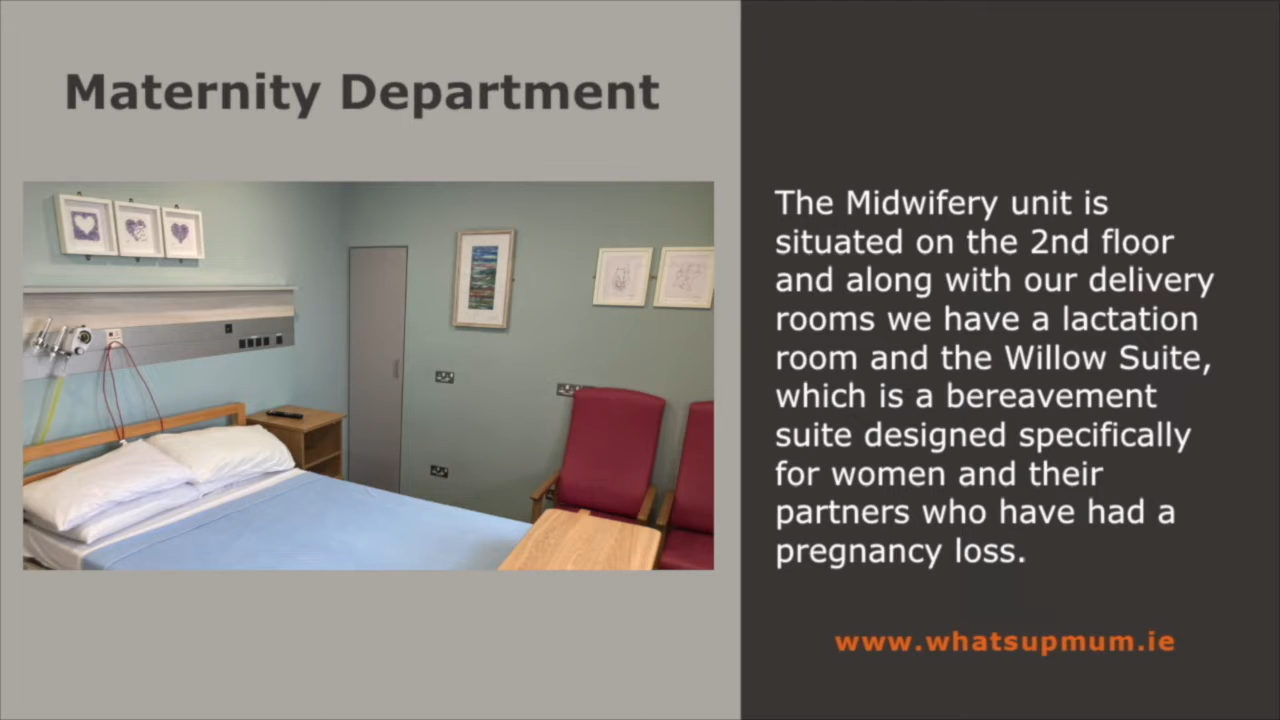 Maternity Department
The Midwifery unit is
situated on the 2nd floor
and along with our delivery
rooms we have a lactation
room and the Willow Suite,
which is a bereavement
suite designed specifically
for women and their
partners who have had a
pregnancy loss.
www.whatsupmum.ie